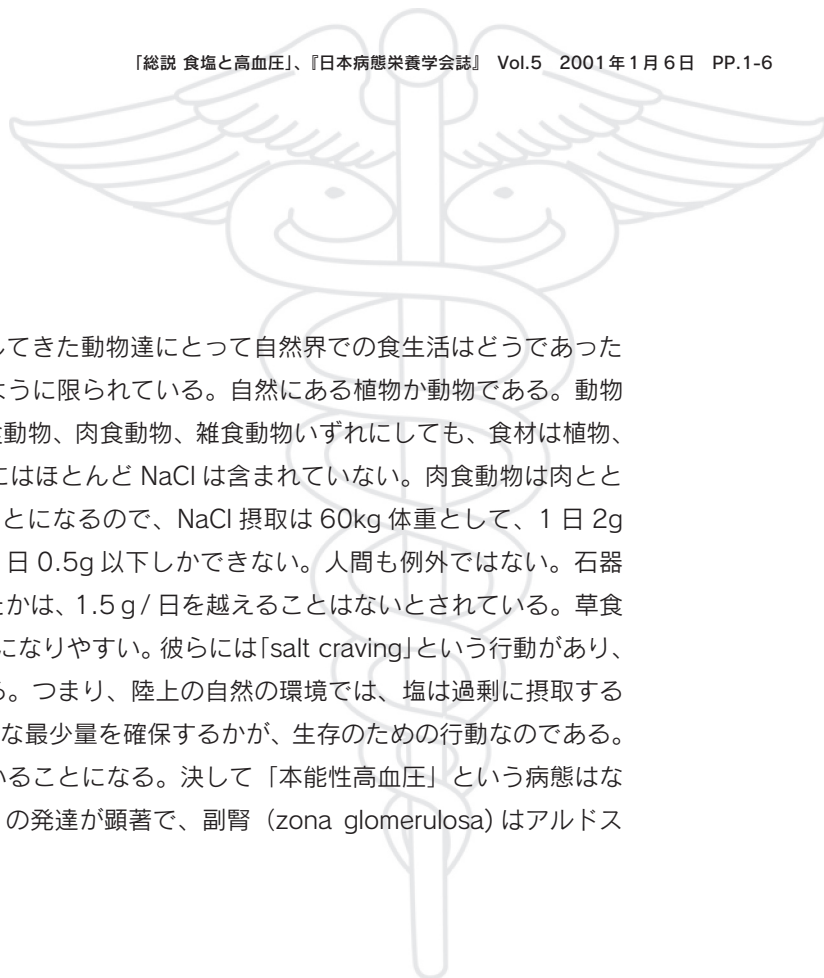 「総説 食塩と高血圧」、『日本病態栄養学会誌』 Vol.5 2001年1月6日 PP.1-6
してきた動物達にとって自然界での食生活はどうであった
ように限られている。自然にある植物か動物である。動物
動物、肉食動物、雑食動物いずれにしても、食材は植物、
にはほとんど NaCl は含まれていない。肉食動物は肉とと
とになるので、NaCl 摂取は 60kg 体重として、1 日 2g
日 0.5g 以下しかできない。人間も例外ではない。石器
たかは、1.5 g / 日を越えることはないとされている。草食
になりやすい。彼らには「salt craving」という行動があり、
る。つまり、陸上の自然の環境では、塩は過剰に摂取する
な最少量を確保するかが、生存のための行動なのである。
いることになる。決して「本能性高血圧」という病態はな
の発達が顕著で、副腎（zona glomerulosa) はアルドス